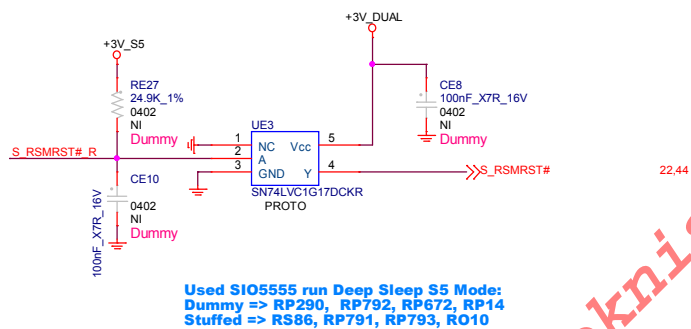 +3V_DUAL
+3V_S5
RE27
24.9K_1%
0402
NI
Dummy
CE8
100nF_X7R_16V
0402
NI
Dummy
UE3
1 NC Vcc 5
2 A
3 GND Y 4
SN74LVC1G17DCKR
PROTO
S_RSMRST#_R
S_RSMRST#
22,44
CE10
100nF_X7R_16V
0402
NI
Dummy
Used SIO5555 run Deep Sleep S5 Mode:
Dummy => RP290, RP792, RP672, RP14
Stuffed => RS86, RP791, RP793, RO10
eknis